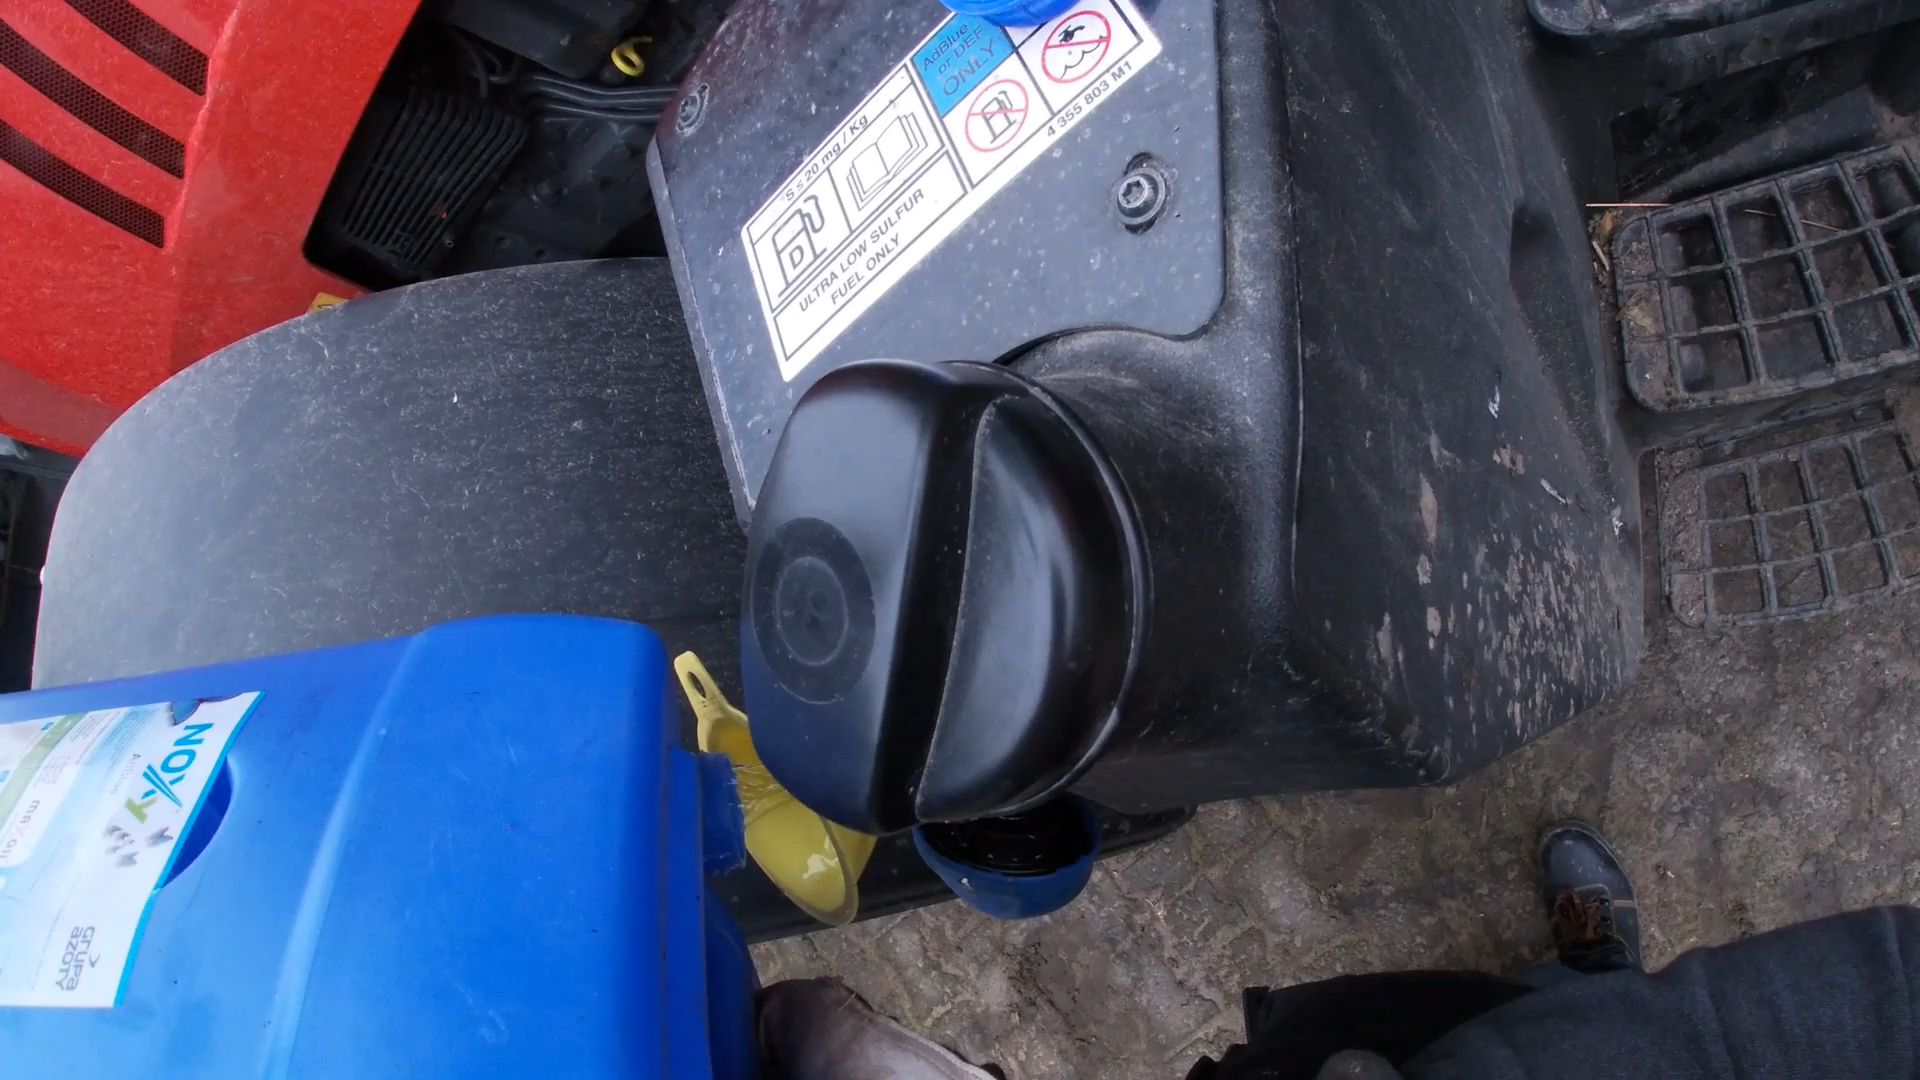 S ≤ 20 mg / Kg
D
ULTRA LOW SULFUR
FUEL ONLY
AdBlue
or DEF
ONLY
4 355 803 M1
NOXY
AdBlue
maxoil
GRUPA
AZOTY